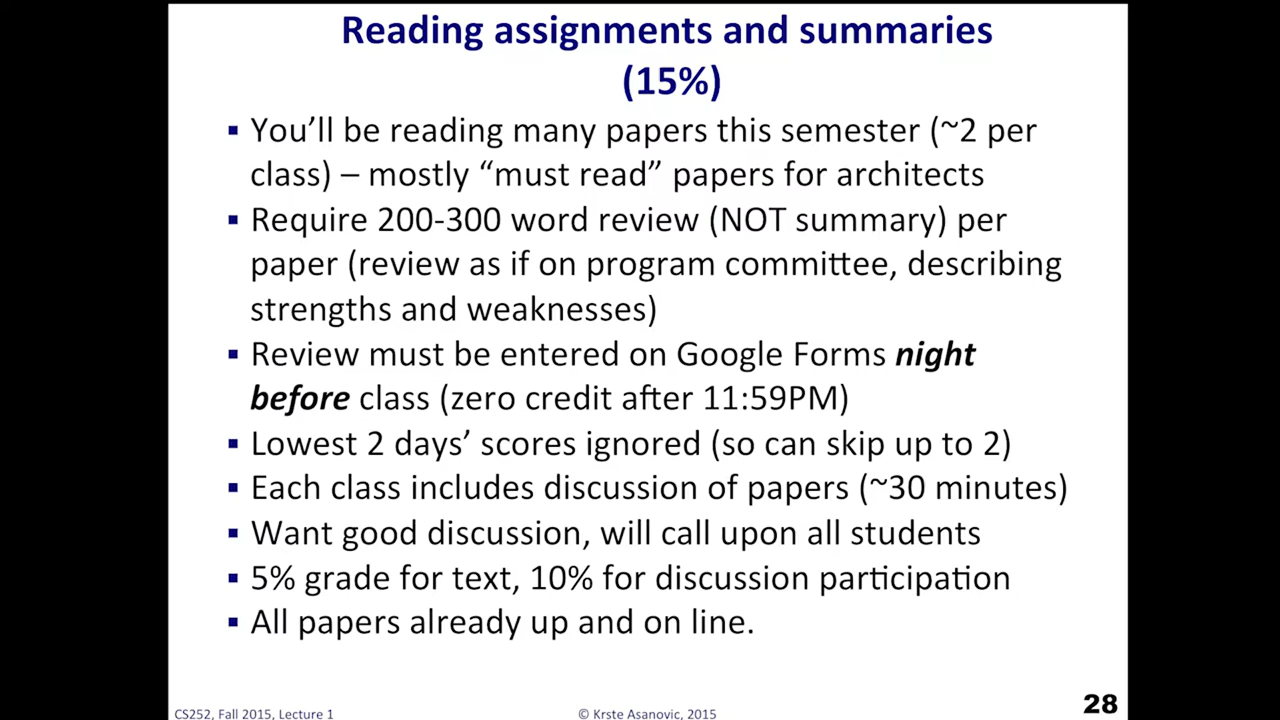 Reading assignments and summaries
(15%)
▪ You’ll be reading many papers this semester (~2 per
class) – mostly “must read” papers for architects
▪ Require 200-300 word review (NOT summary) per
paper (review as if on program committee, describing
strengths and weaknesses)
▪ Review must be entered on Google Forms night
before class (zero credit after 11:59PM)
▪ Lowest 2 days’ scores ignored (so can skip up to 2)
▪ Each class includes discussion of papers (~30 minutes)
▪ Want good discussion, will call upon all students
▪ 5% grade for text, 10% for discussion participation
▪ All papers already up and on line.
CS252, Fall 2015, Lecture 1
© Krste Asanovic, 2015
28